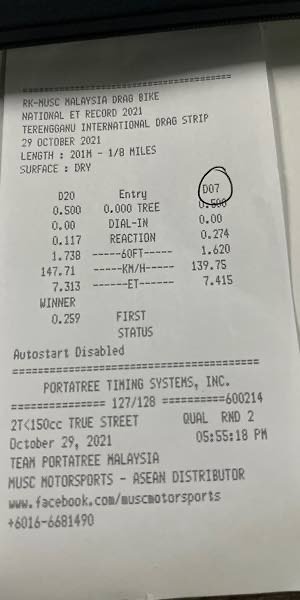 ==========================================
RK-MUSC MALAYSIA DRAG BIKE
NATIONAL ET RECORD 2021
TERENGGANU INTERNATIONAL DRAG STRIP
29 OCTOBER 2021
LENGTH : 201M - 1/8 MILES
SURFACE : DRY
D20 Entry D07
0.500 0.000 TREE 0.500
0.00 DIAL-IN 0.00
0.117 REACTION 0.274
1.738 -----60FT----- 1.620
147.71 -----KM/H----- 139.75
7.313 ------ET------ 7.415
WINNER
0.259 FIRST
STATUS
Autostart Disabled
==========================================
PORTATREE TIMING SYSTEMS, INC.
=============== 127/128 ==========600214
2T<150cc TRUE STREET QUAL RND 2
October 29, 2021 05:55:18 PM
TEAM PORTATREE MALAYSIA
MUSC MOTORSPORTS - ASEAN DISTRIBUTOR
www.facebook.com/muscmotorsports
+6016-6681490